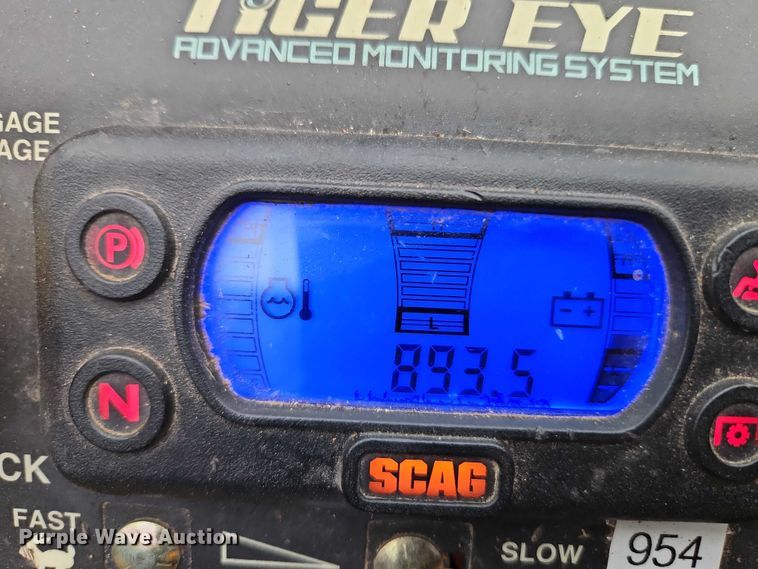 TIGER EYE
ADVANCED MONITORING SYSTEM
GAGE
AGE
P
L
893.5
N
SCAG
CK
FAST
SLOW
954
Purple Wave Auction